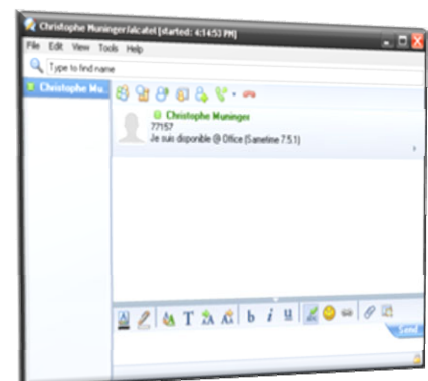 Christophe Muninger/alcatel [started: 4:14:53 PM]
File Edit View Tools Help
Type to find name
Christophe Mu...
Christophe Muninger
77157
Je suis disponible @ Office (Sametime 7.5.1)
A T A A b i u
Send